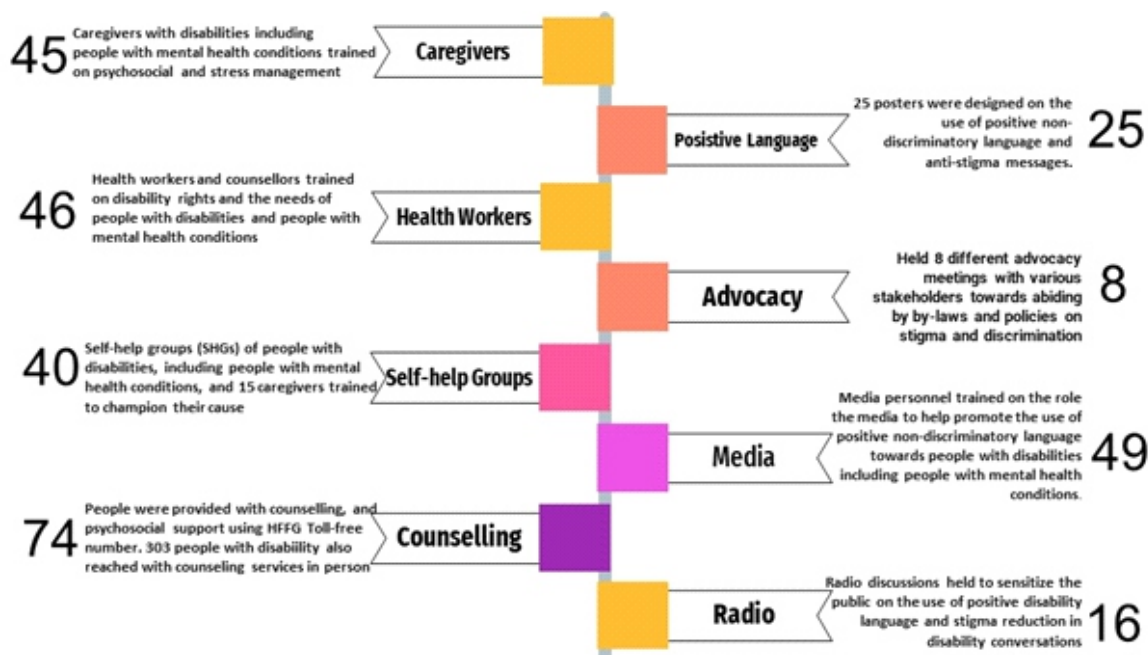 45
Caregivers with disabilities including
people with mental health conditions trained
on psychosocial and stress management
Caregivers
Posistive Language
25 posters were designed on the
use of positive non-
discriminatory language and
anti-stigma messages.
25
46
Health workers and counsellors trained
on disability rights and the needs of
people with disabilities and people with
mental health conditions
Health Workers
Advocacy
Held 8 different advocacy
meetings with various
stakeholders towards abiding
by by-laws and policies on
stigma and discrimination
8
40
Self-help groups (SHGs) of people with
disabilities, including people with mental
health conditions, and 15 caregivers trained
to champion their cause
Self-help Groups
Media
Media personnel trained on the role
the media to help promote the use of
positive non-discriminatory language
towards people with disabilities
including people with mental health
conditions.
49
74
People were provided with counselling, and
psychosocial support using HFFG Toll-free
number. 303 people with disabiility also
reached with counseling services in person
Counselling
Radio
Radio discussions held to sensitize the
public on the use of positive disability
language and stigma reduction in
disability conversations
16